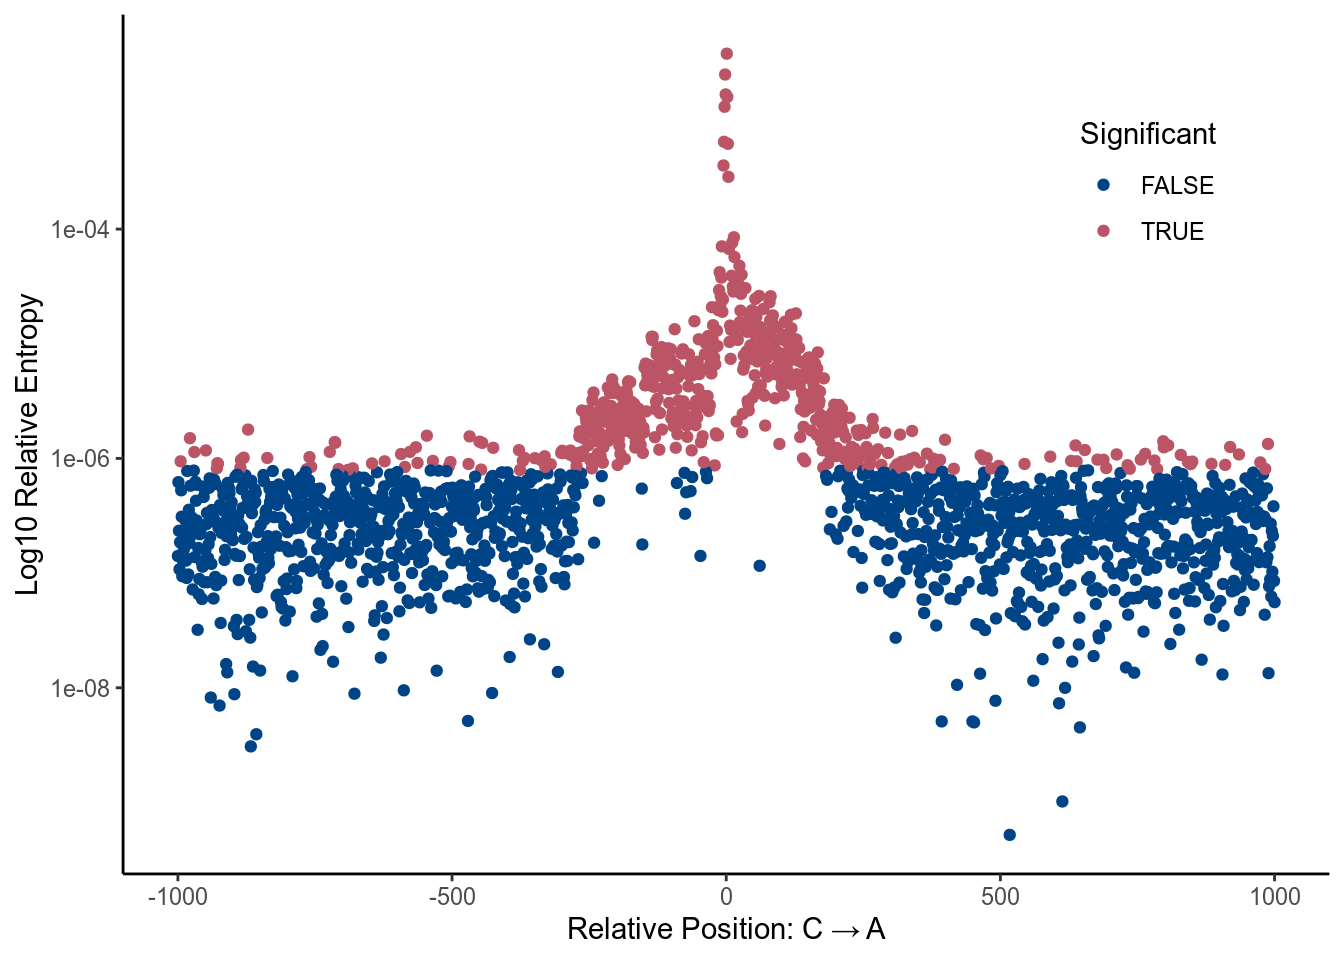 Significant
FALSE
TRUE
Log10 Relative Entropy
1e-04
1e-06
1e-08
-1000
-500
0
500
1000
Relative Position: C → A